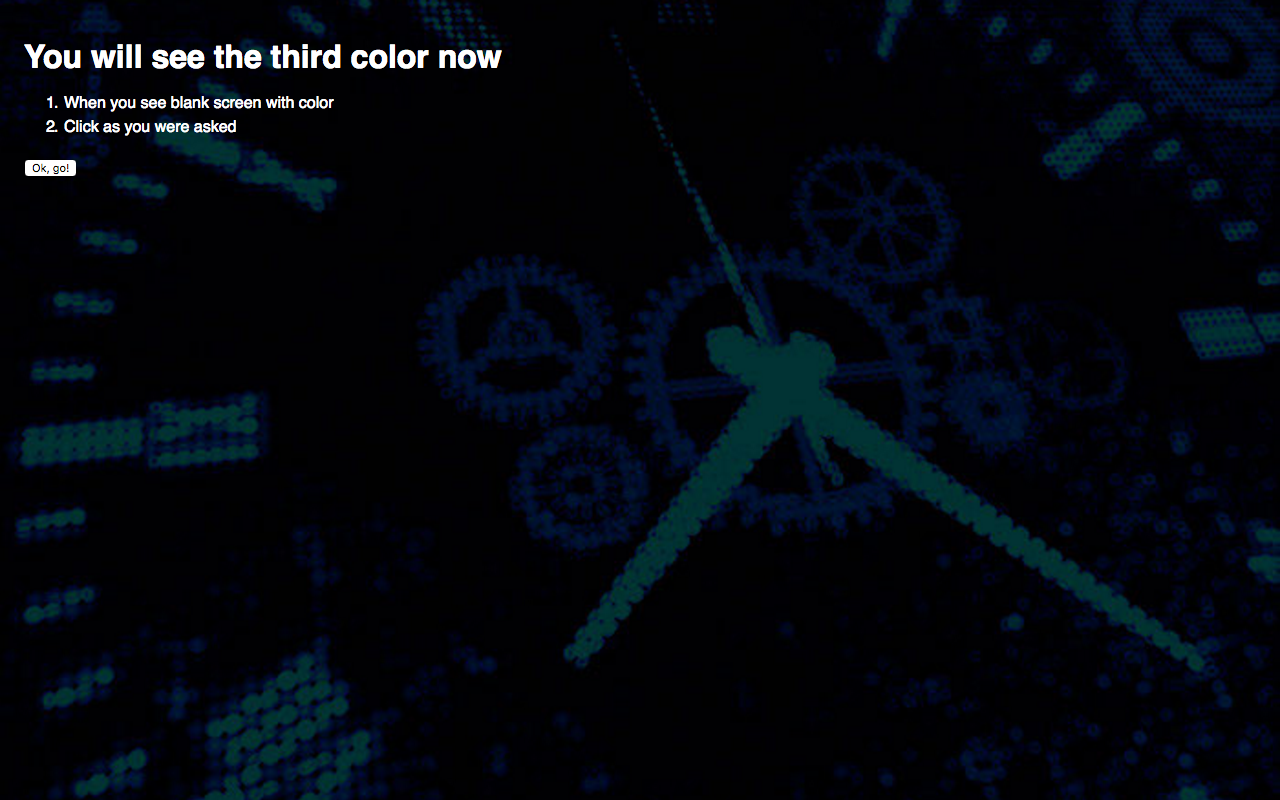 You will see the third color now
1. When you see blank screen with color
2. Click as you were asked
Ok, go!